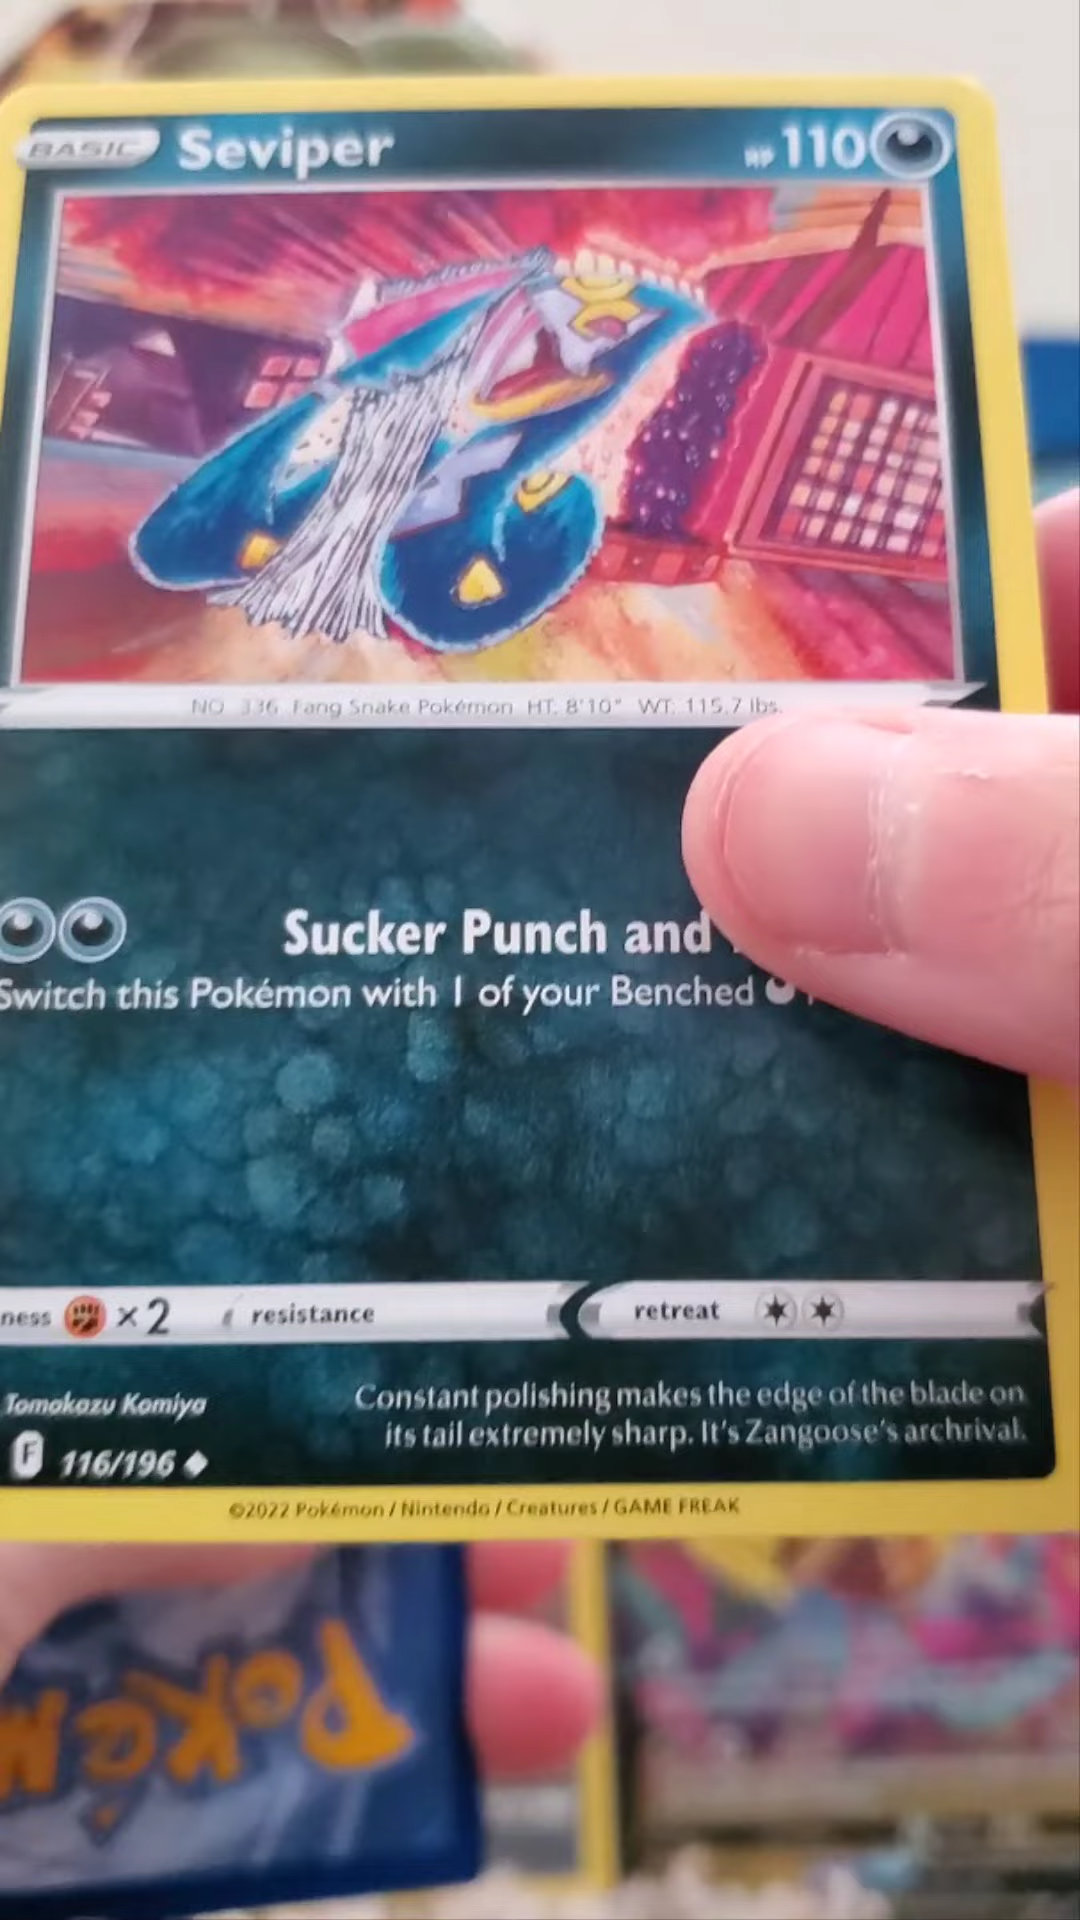 BASIC Seviper HP 110
NO. 336 Fang Snake Pokémon HT: 8'10" WT: 115.7 lbs.
Sucker Punch and
Switch this Pokémon with 1 of your Benched
ness ×2 resistance retreat
Tomokazu Komiya
Constant polishing makes the edge of the blade on
its tail extremely sharp. It's Zangoose's archrival.
F 116/196
©2022 Pokémon / Nintendo / Creatures / GAME FREAK
POKéM